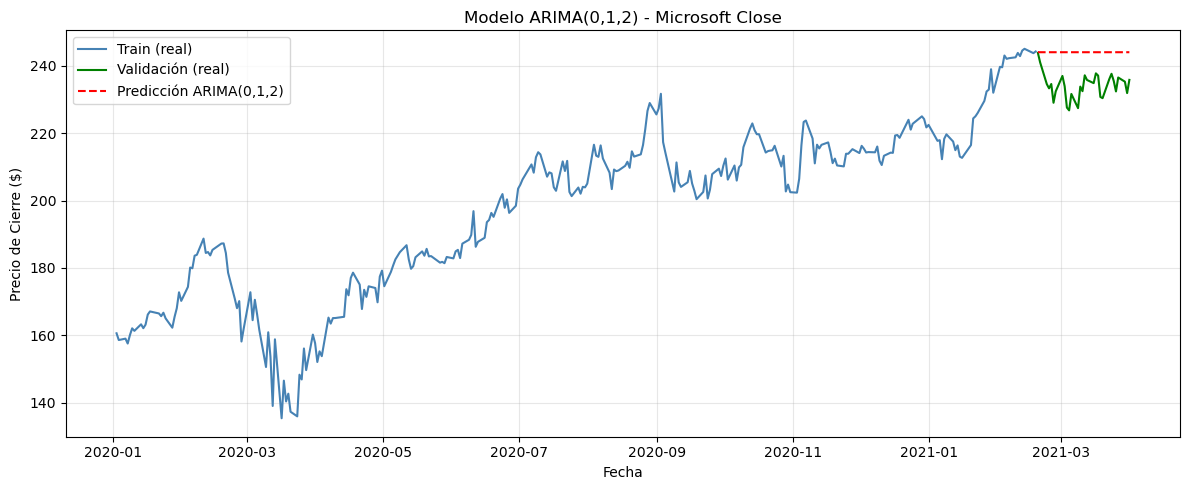 Modelo ARIMA(0,1,2) - Microsoft Close
Train (real)
Validación (real)
Predicción ARIMA(0,1,2)
Precio de Cierre ($)
240
220
200
180
160
140
2020-01 2020-03 2020-05 2020-07 2020-09 2020-11 2021-01 2021-03
Fecha